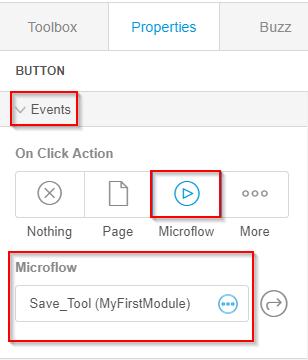 Toolbox Properties Buzz
BUTTON
Events
On Click Action
Nothing Page Microflow More
Microflow
Save_Tool (MyFirstModule)